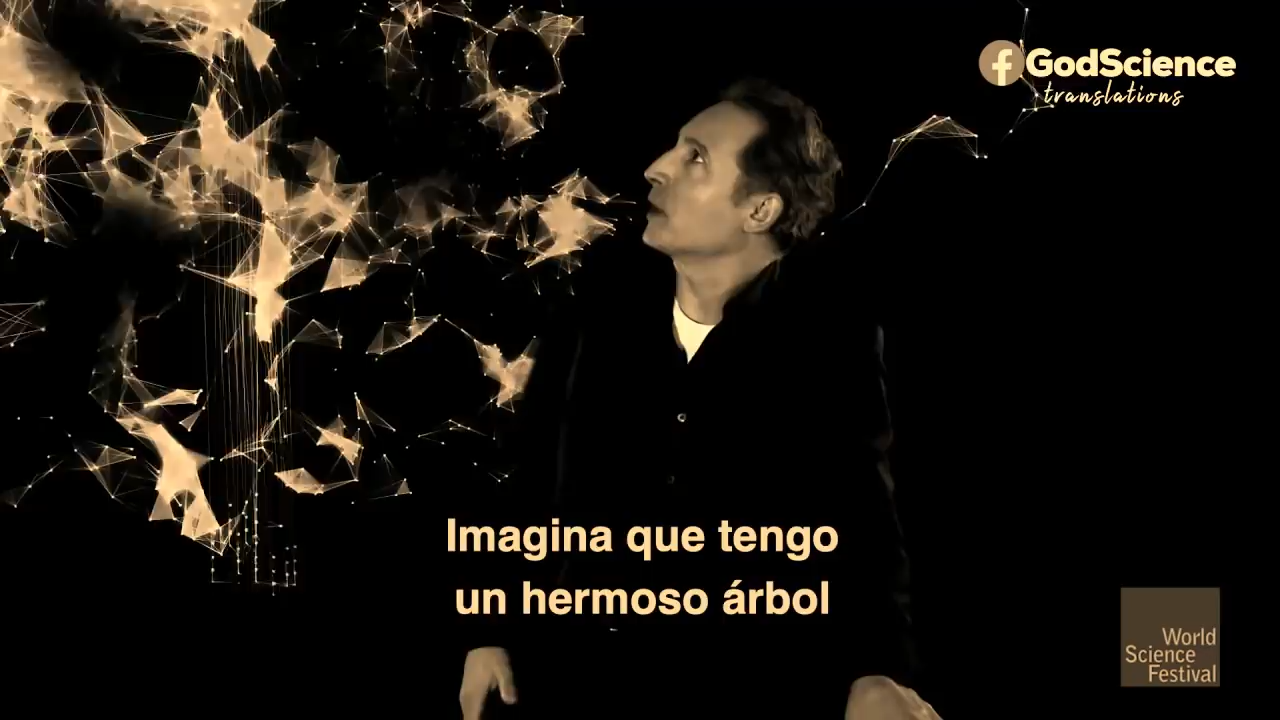 GodScience
translations
Imagina que tengo
un hermoso árbol
World
Science
Festival